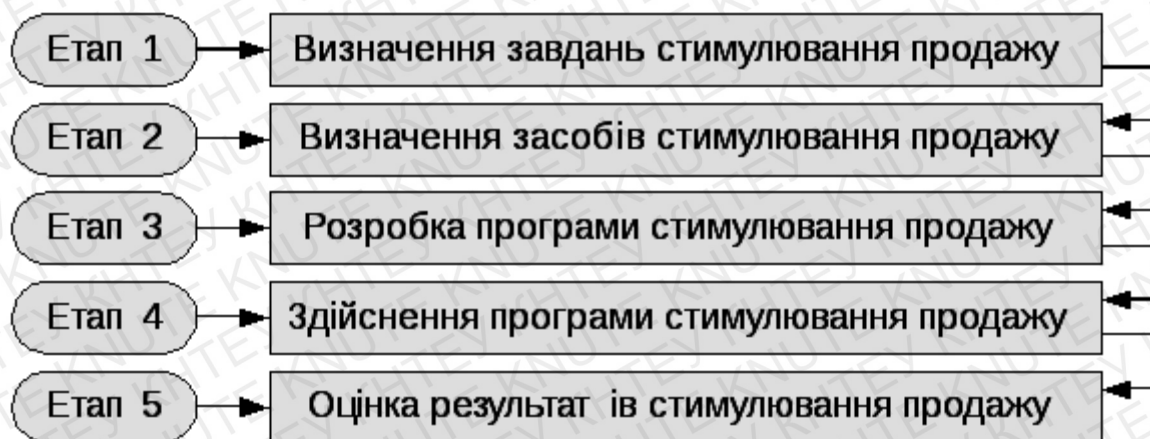 Етап 1 Визначення завдань стимулювання продажу
Етап 2 Визначення засобів стимулювання продажу
Етап 3 Розробка програми стимулювання продажу
Етап 4 Здійснення програми стимулювання продажу
Етап 5 Оцінка результат ів стимулювання продажу